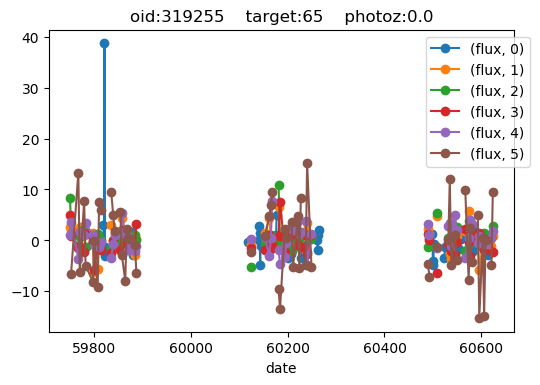 oid:319255    target:65    photoz:0.0
40
30
20
10
0
−10
(flux, 0)
(flux, 1)
(flux, 2)
(flux, 3)
(flux, 4)
(flux, 5)
59800 60000 60200 60400 60600
date